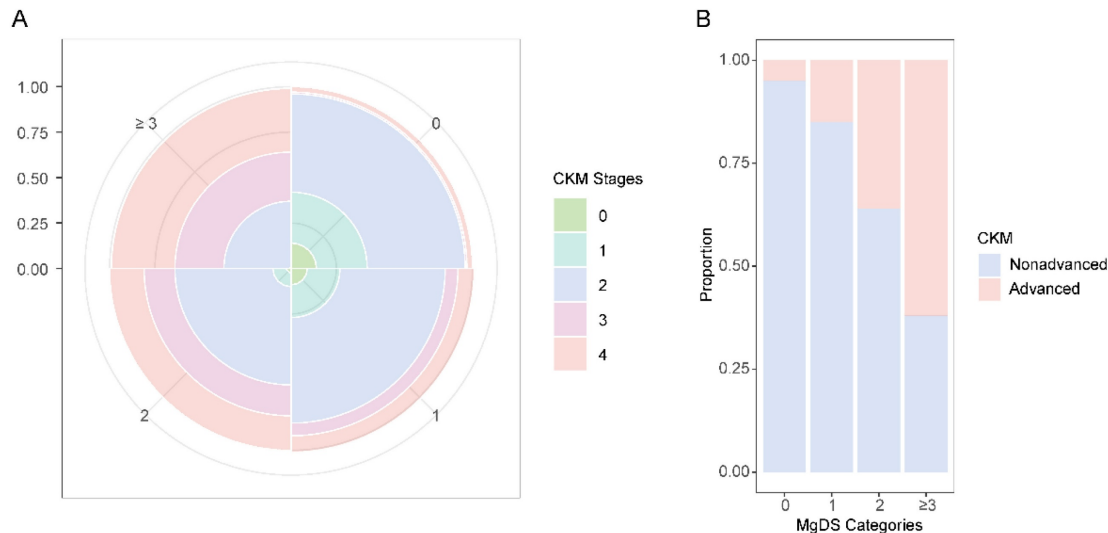 A
1.00
0.75
0.50
0.25
0.00
≥ 3
0
2
1
CKM Stages
0
1
2
3
4
B
1.00
0.75
0.50
0.25
0.00
Proportion
0 1 2 ≥3
MgDS Categories
CKM
Nonadvanced
Advanced